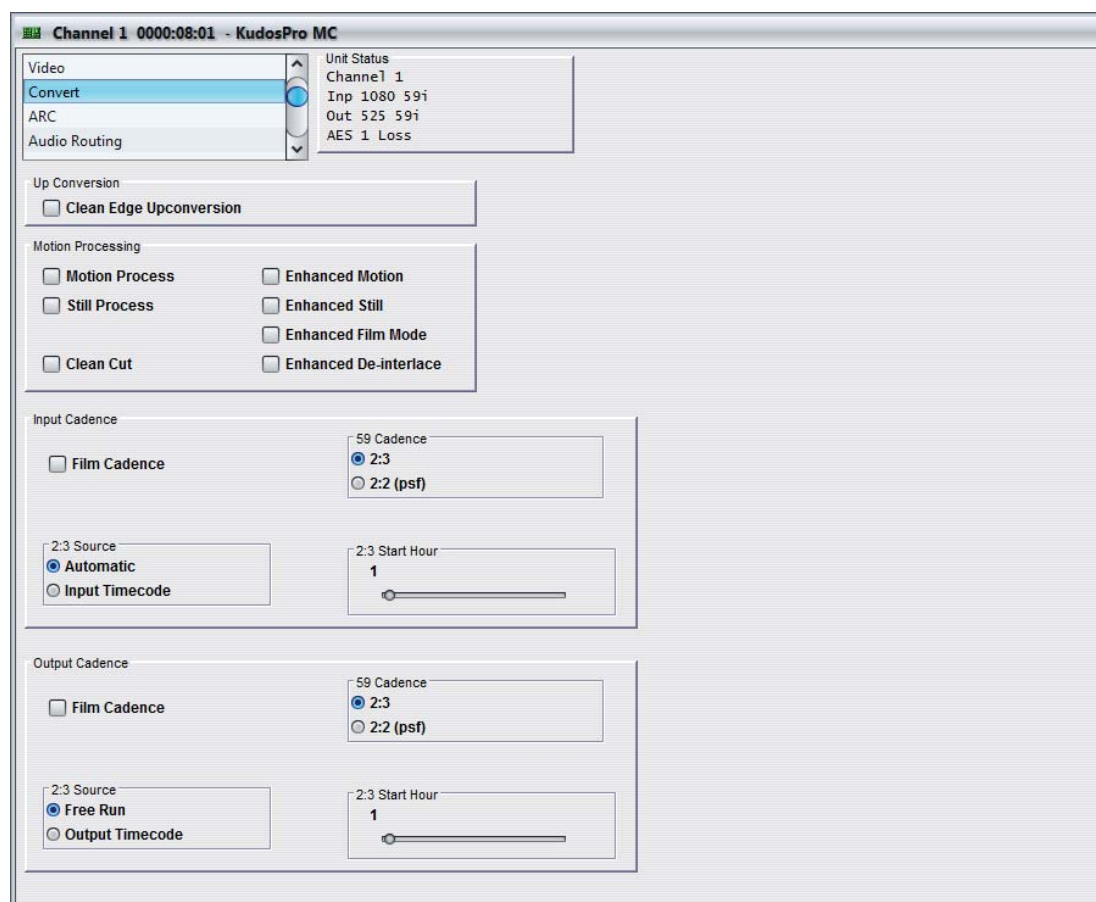 Channel 1 0000:08:01 - KudosPro MC
Video
Convert
ARC
Audio Routing
Unit Status
Channel 1
Inp 1080 59i
Out 525 59i
AES 1 Loss
Up Conversion
Clean Edge Upconversion
Motion Processing
Motion Process
Enhanced Motion
Still Process
Enhanced Still
Enhanced Film Mode
Clean Cut
Enhanced De-interlace
Input Cadence
Film Cadence
59 Cadence
2:3
2:2 (psf)
2:3 Source
Automatic
Input Timecode
2:3 Start Hour
1
Output Cadence
Film Cadence
59 Cadence
2:3
2:2 (psf)
2:3 Source
Free Run
Output Timecode
2:3 Start Hour
1